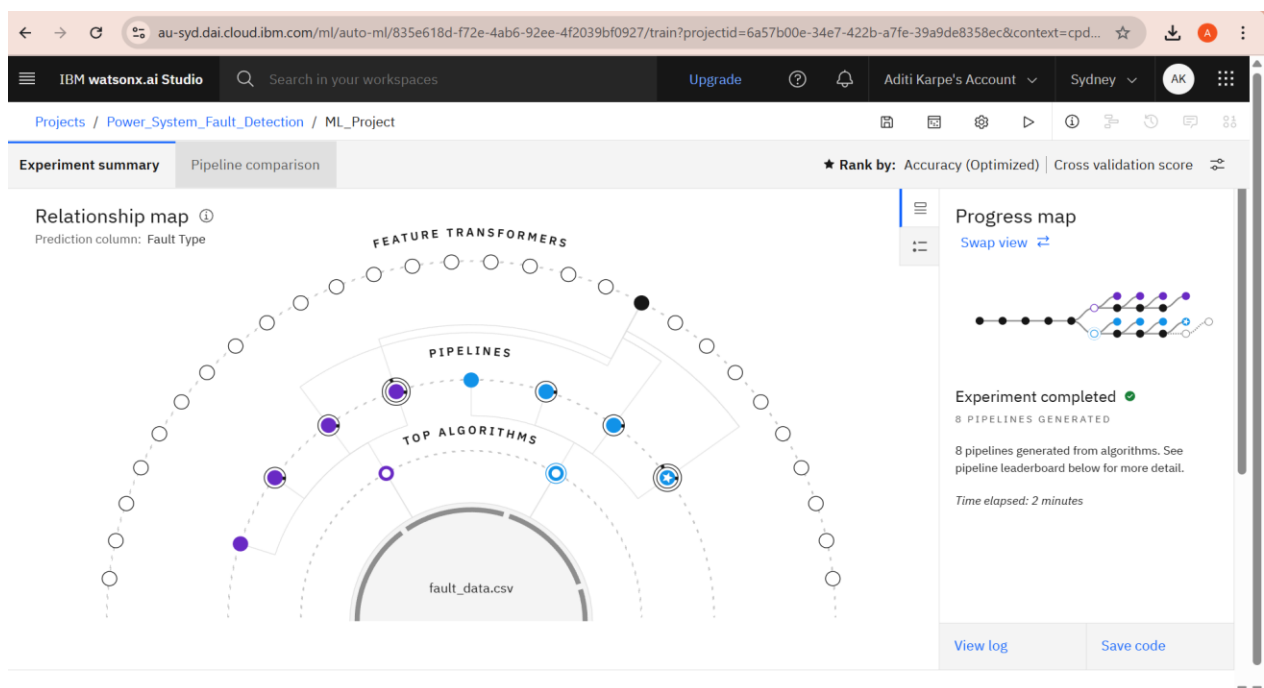 au-syd.dai.cloud.ibm.com/ml/auto-ml/835e618d-f72e-4ab6-92ee-4f2039bf0927/train?projectid=6a57b00e-34e7-422b-a7fe-39a9de8358ec&context=cpd...
A
IBM watsonx.ai Studio
Search in your workspaces
Upgrade
Aditi Karpe's Account
Sydney
AK
Projects / Power_System_Fault_Detection / ML_Project
Experiment summary
Pipeline comparison
★ Rank by: Accuracy (Optimized) | Cross validation score
Relationship map
Prediction column: Fault Type
FEATURE TRANSFORMERS
PIPELINES
TOP ALGORITHMS
fault_data.csv
Progress map
Swap view
Experiment completed
8 PIPELINES GENERATED
8 pipelines generated from algorithms. See
pipeline leaderboard below for more detail.
Time elapsed: 2 minutes
View log
Save code